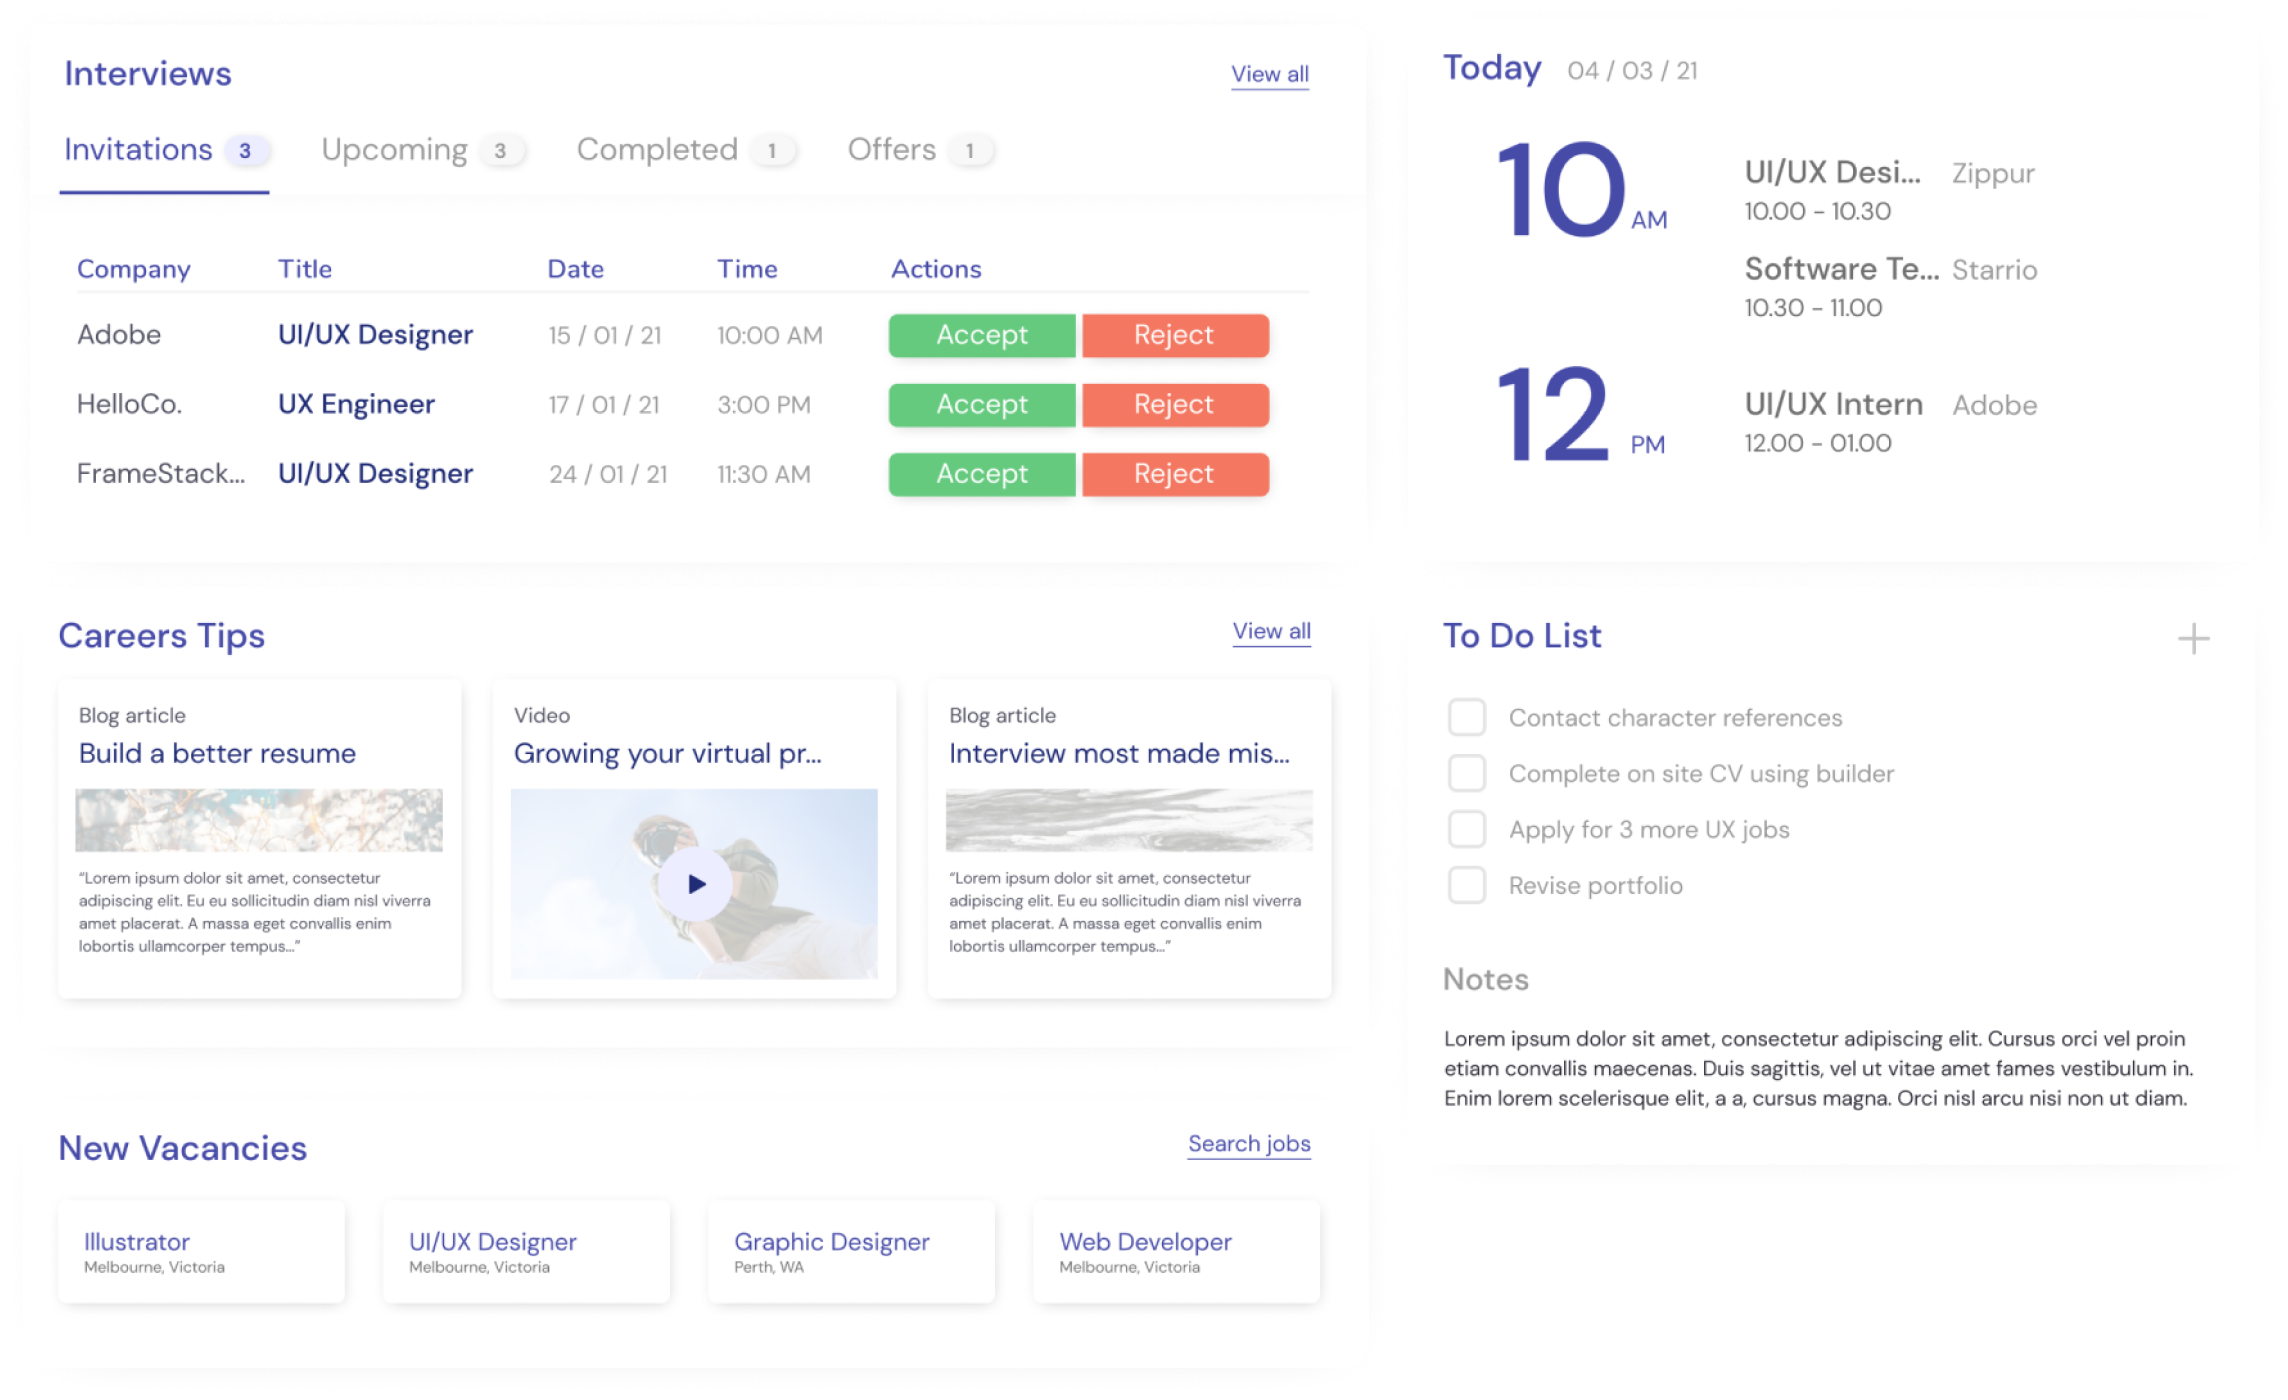 Interviews
View all
Invitations 3 Upcoming 3 Completed 1 Offers 1
Company Title Date Time Actions
Adobe UI/UX Designer 15 / 01 / 21 10:00 AM Accept Reject
HelloCo. UX Engineer 17 / 01 / 21 3:00 PM Accept Reject
FrameStack... UI/UX Designer 24 / 01 / 21 11:30 AM Accept Reject
Today 04 / 03 / 21
10 AM
UI/UX Desi... Zippur
10.00 - 10.30
Software Te... Starrio
10.30 - 11.00
12 PM
UI/UX Intern Adobe
12.00 - 01.00
Careers Tips
View all
Blog article
Build a better resume
“Lorem ipsum dolor sit amet, consectetur
adipiscing elit. Eu eu sollicitudin diam nisl viverra
amet placerat. A massa eget convallis enim
lobortis ullamcorper tempus...”
Video
Growing your virtual pr...
Blog article
Interview most made mis...
“Lorem ipsum dolor sit amet, consectetur
adipiscing elit. Eu eu sollicitudin diam nisl viverra
amet placerat. A massa eget convallis enim
lobortis ullamcorper tempus...”
To Do List
Contact character references
Complete on site CV using builder
Apply for 3 more UX jobs
Revise portfolio
Notes
Lorem ipsum dolor sit amet, consectetur adipiscing elit. Cursus orci vel proin
etiam convallis maecenas. Duis sagittis, vel ut vitae amet fames vestibulum in.
Enim lorem scelerisque elit, a a, cursus magna. Orci nisl arcu nisi non ut diam.
New Vacancies
Search jobs
Illustrator
Melbourne, Victoria
UI/UX Designer
Melbourne, Victoria
Graphic Designer
Perth, WA
Web Developer
Melbourne, Victoria